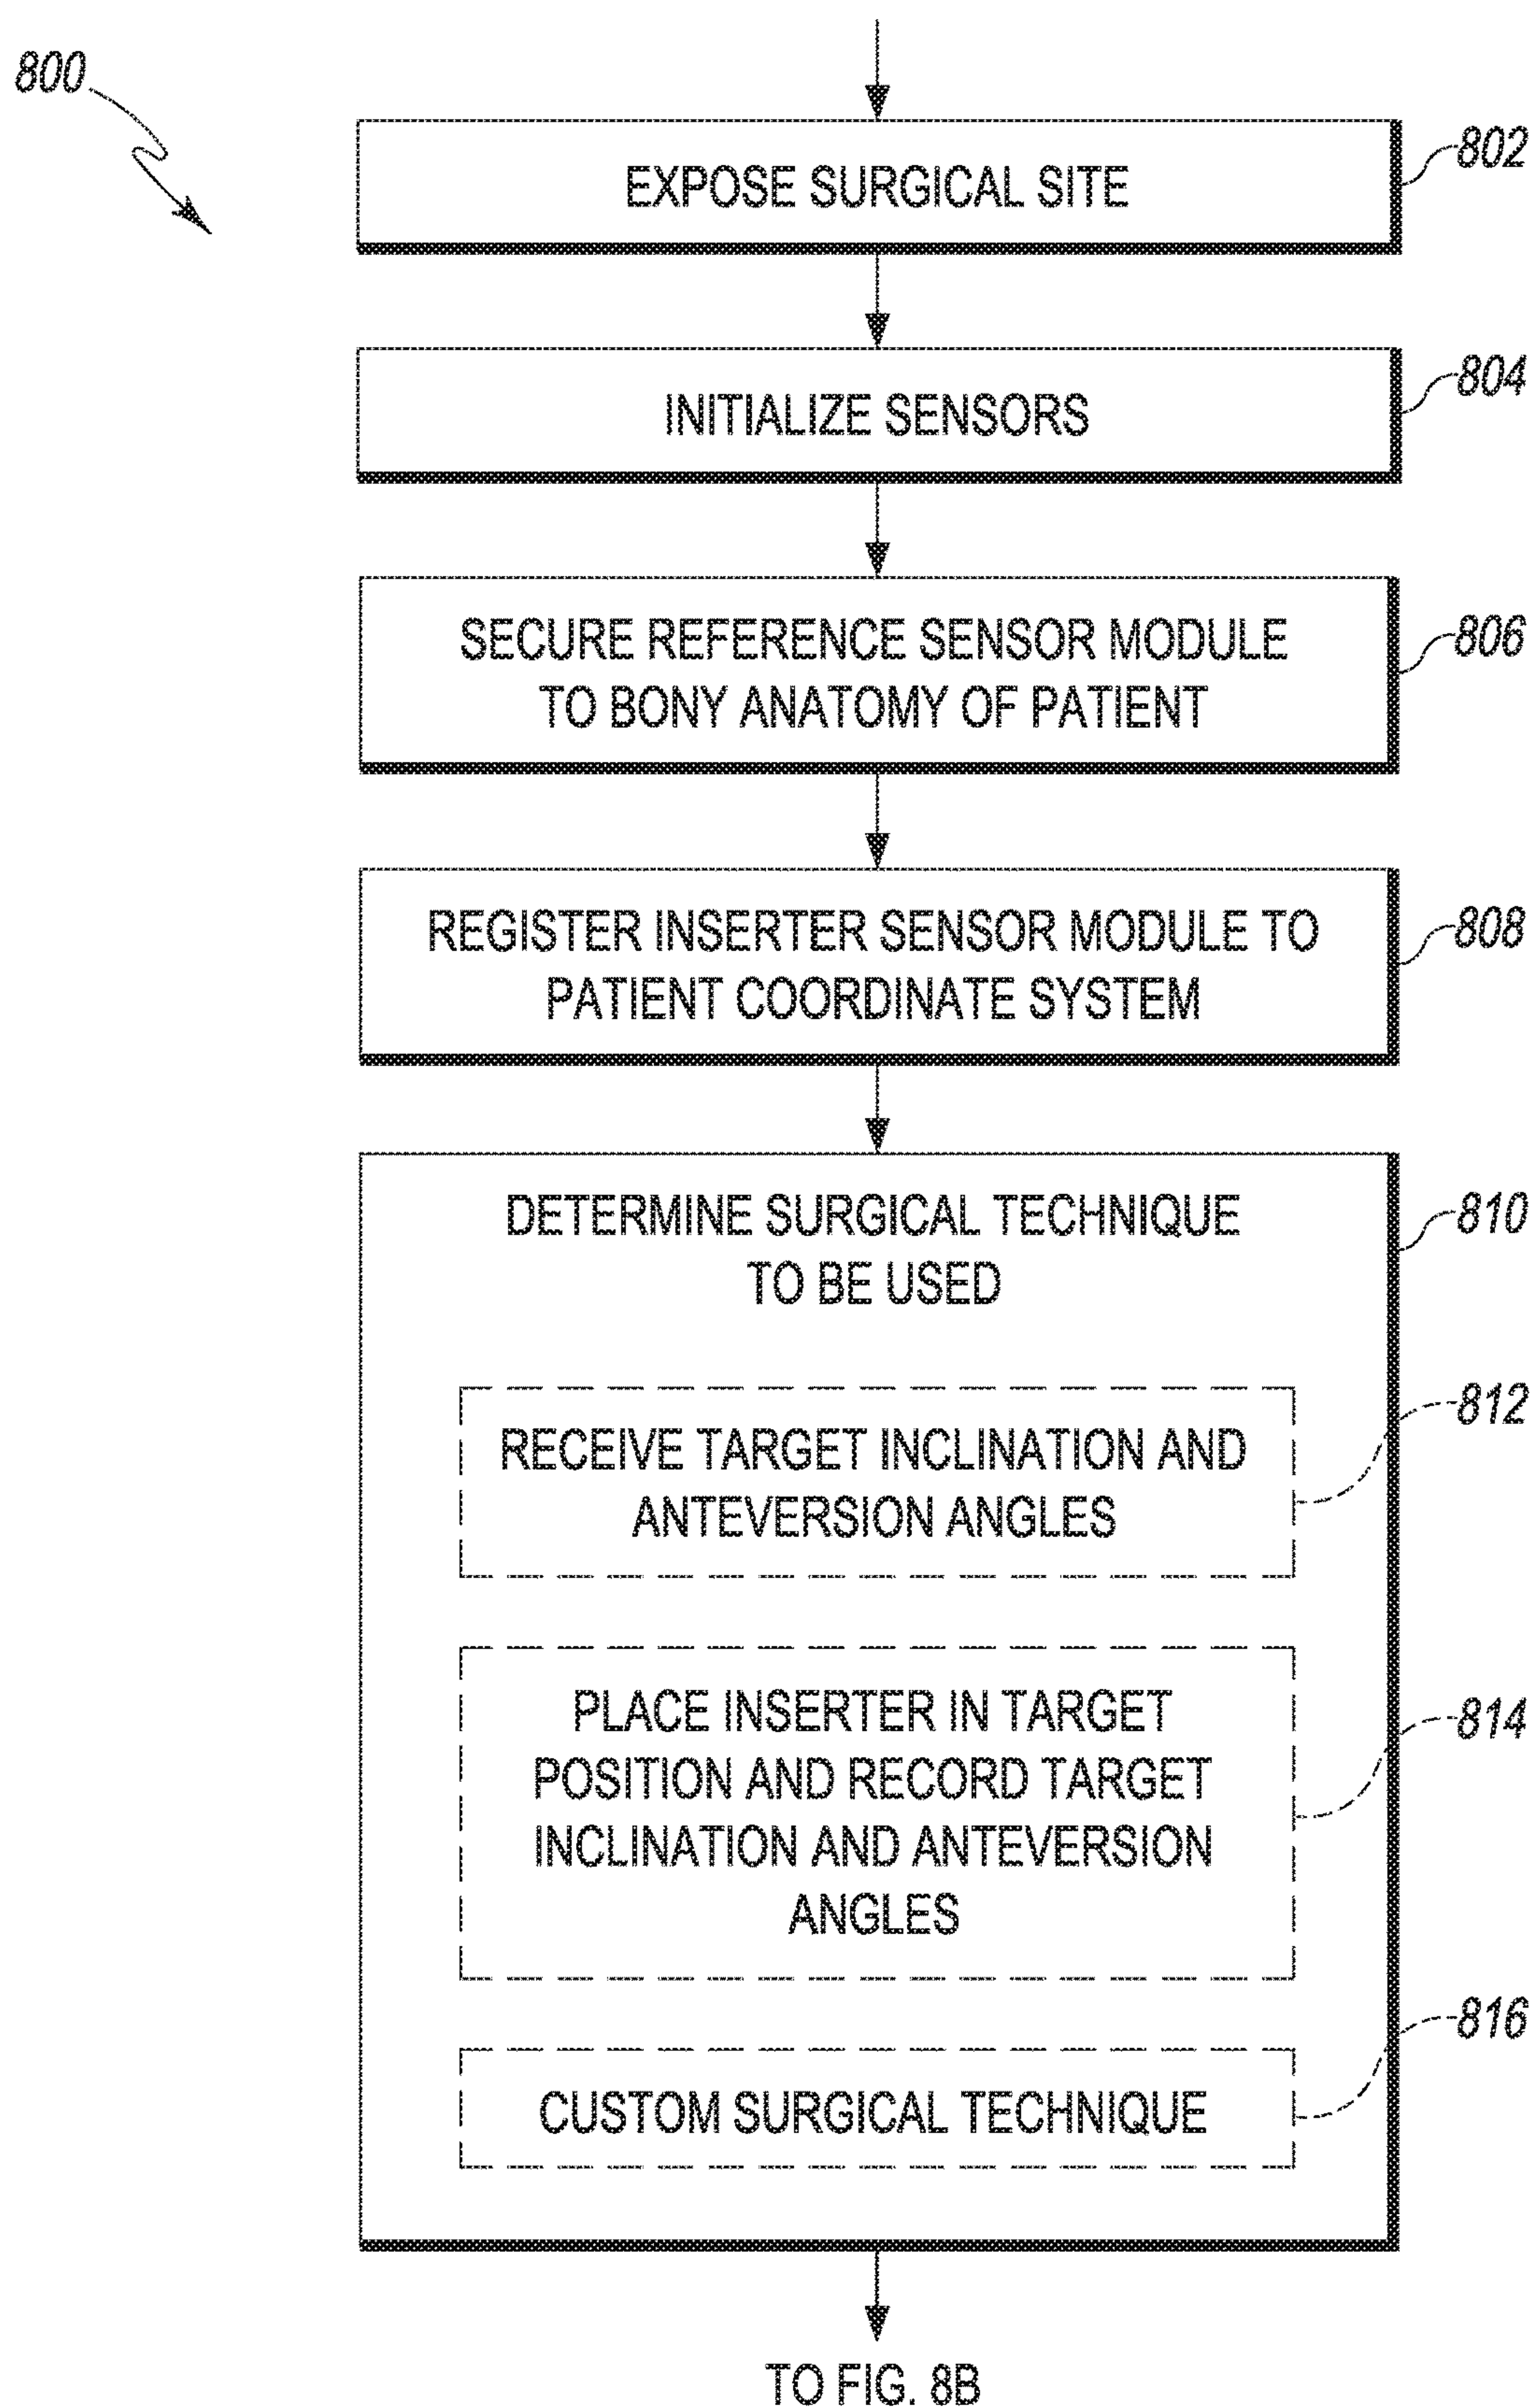 800
EXPOSE SURGICAL SITE
802
INITIALIZE SENSORS
804
SECURE REFERENCE SENSOR MODULE
TO BONY ANATOMY OF PATIENT
806
REGISTER INSERTER SENSOR MODULE TO
PATIENT COORDINATE SYSTEM
808
DETERMINE SURGICAL TECHNIQUE
TO BE USED
810
RECEIVE TARGET INCLINATION AND
ANTEVERSION ANGLES
812
PLACE INSERTER IN TARGET
POSITION AND RECORD TARGET
INCLINATION AND ANTEVERSION
ANGLES
814
CUSTOM SURGICAL TECHNIQUE
816
TO FIG. 8B